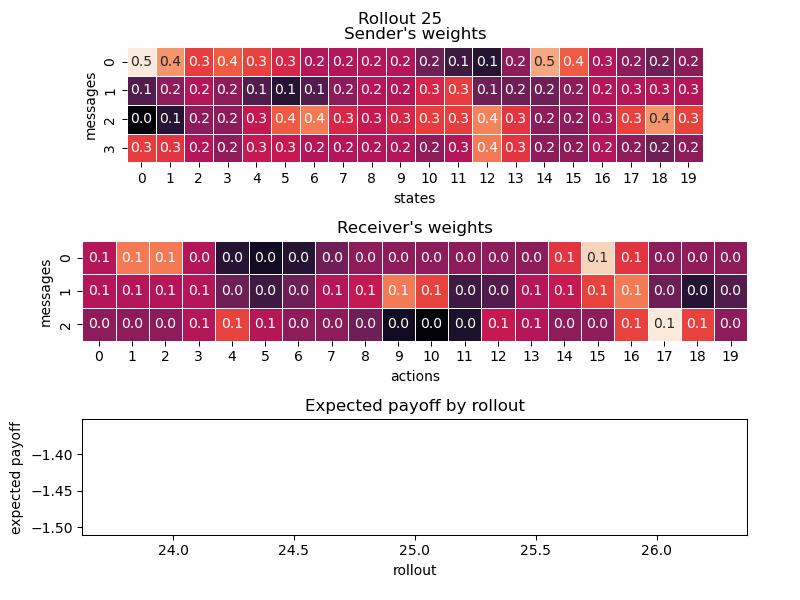 Rollout 25
Sender's weights
messages
0 0.5 0.4 0.3 0.4 0.3 0.3 0.2 0.2 0.2 0.2 0.2 0.1 0.1 0.2 0.5 0.4 0.3 0.2 0.2 0.2
1 0.1 0.2 0.2 0.2 0.1 0.1 0.1 0.2 0.2 0.2 0.3 0.3 0.1 0.2 0.2 0.2 0.2 0.3 0.3 0.3
2 0.0 0.1 0.2 0.2 0.3 0.4 0.4 0.3 0.3 0.3 0.3 0.3 0.4 0.3 0.2 0.2 0.3 0.3 0.4 0.3
3 0.3 0.3 0.2 0.2 0.3 0.3 0.2 0.2 0.2 0.2 0.2 0.3 0.4 0.3 0.2 0.2 0.2 0.2 0.2 0.2
0 1 2 3 4 5 6 7 8 9 10 11 12 13 14 15 16 17 18 19
states
Receiver's weights
messages
0 0.1 0.1 0.1 0.0 0.0 0.0 0.0 0.0 0.0 0.0 0.0 0.0 0.0 0.0 0.1 0.1 0.1 0.0 0.0 0.0
1 0.1 0.1 0.1 0.1 0.0 0.0 0.0 0.1 0.1 0.1 0.1 0.0 0.0 0.1 0.1 0.1 0.1 0.0 0.0 0.0
2 0.0 0.0 0.0 0.1 0.1 0.1 0.0 0.0 0.0 0.0 0.0 0.0 0.1 0.1 0.0 0.0 0.1 0.1 0.1 0.0
0 1 2 3 4 5 6 7 8 9 10 11 12 13 14 15 16 17 18 19
actions
Expected payoff by rollout
expected payoff
−1.40
−1.45
−1.50
24.0 24.5 25.0 25.5 26.0
rollout